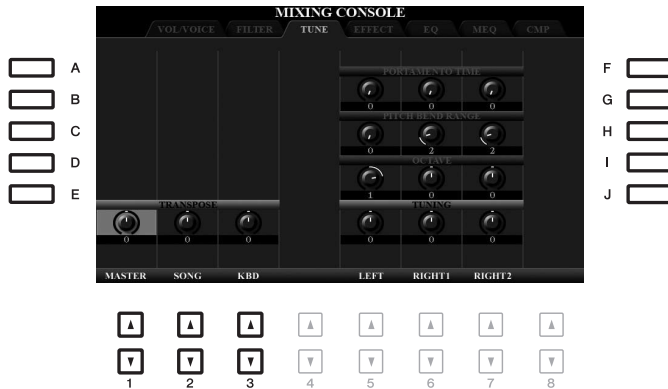 MIXING CONSOLE
VOL/VOICE FILTER TUNE EFFECT EQ MEQ CMP
A F
PORTAMENTO TIME
B G
0 0 0
PITCH BEND RANGE
C H
0 2 2
D I
OCTAVE
E J
1 0 0
TRANSPOSE TUNING
0 0 0 0 0 0
MASTER SONG KBD LEFT RIGHT1 RIGHT2
1 2 3 4 5 6 7 8